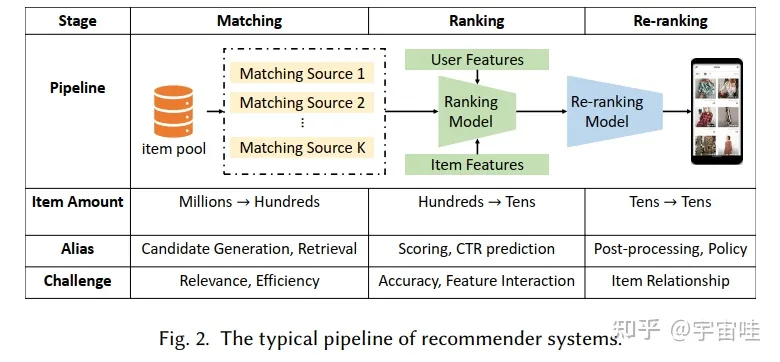 Stage Matching Ranking Re-ranking
Pipeline
item pool
Matching Source 1
Matching Source 2
⋮
Matching Source K
User Features
Ranking
Model
Item Features
Re-ranking
Model
Item Amount Millions → Hundreds Hundreds → Tens Tens → Tens
Alias Candidate Generation, Retrieval Scoring, CTR prediction Post-processing, Policy
Challenge Relevance, Efficiency Accuracy, Feature Interaction Item Relationship
Fig. 2. The typical pipeline of recommender systems.
知乎 @宇宙哇